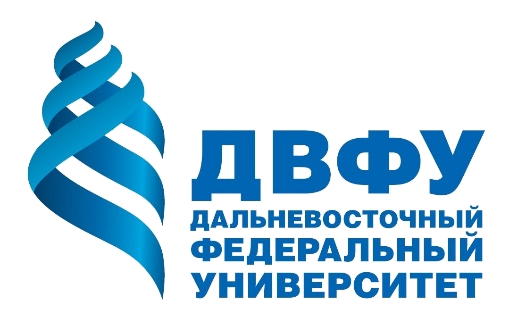 ДВФУ
ДАЛЬНЕВОСТОЧНЫЙ
ФЕДЕРАЛЬНЫЙ
УНИВЕРСИТЕТ